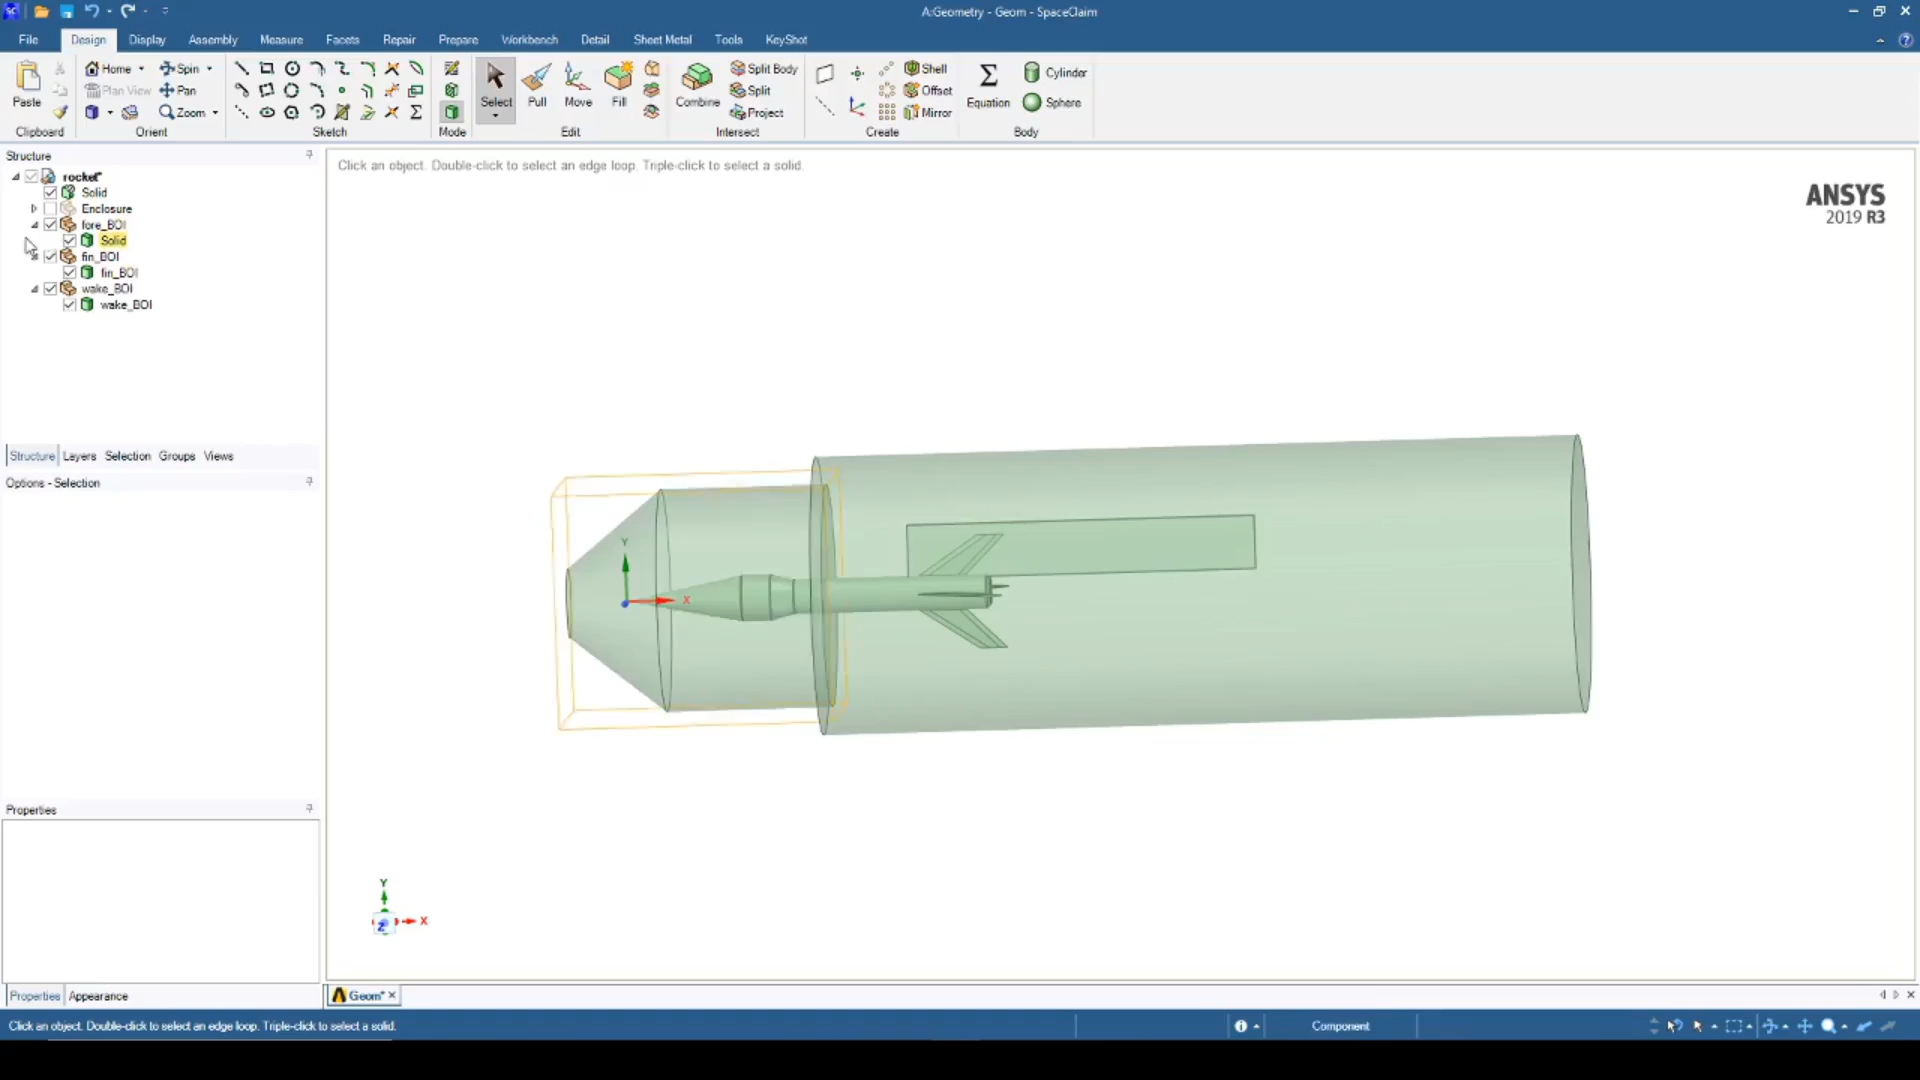 A:Geometry - Geom - SpaceClaim
File Design Display Assembly Measure Facets Repair Prepare Workbench Detail Sheet Metal Tools KeyShot
Paste
Home Spin
Plan View Pan
Zoom
Select Pull Move Fill
Combine
Split Body
Split
Project
Shell
Offset
Mirror
Equation
Cylinder
Sphere
Clipboard Orient Sketch Mode Edit Intersect Create Body
Structure
rocket*
Solid
Enclosure
fore_BOI
Solid
fin_BOI
fin_BOI
wake_BOI
wake_BOI
Structure Layers Selection Groups Views
Options - Selection
Properties
Properties Appearance
Click an object. Double-click to select an edge loop. Triple-click to select a solid.
ANSYS
2019 R3
Y
X
Y
Z
X
Geom*
Click an object. Double-click to select an edge loop. Triple-click to select a solid.
Component